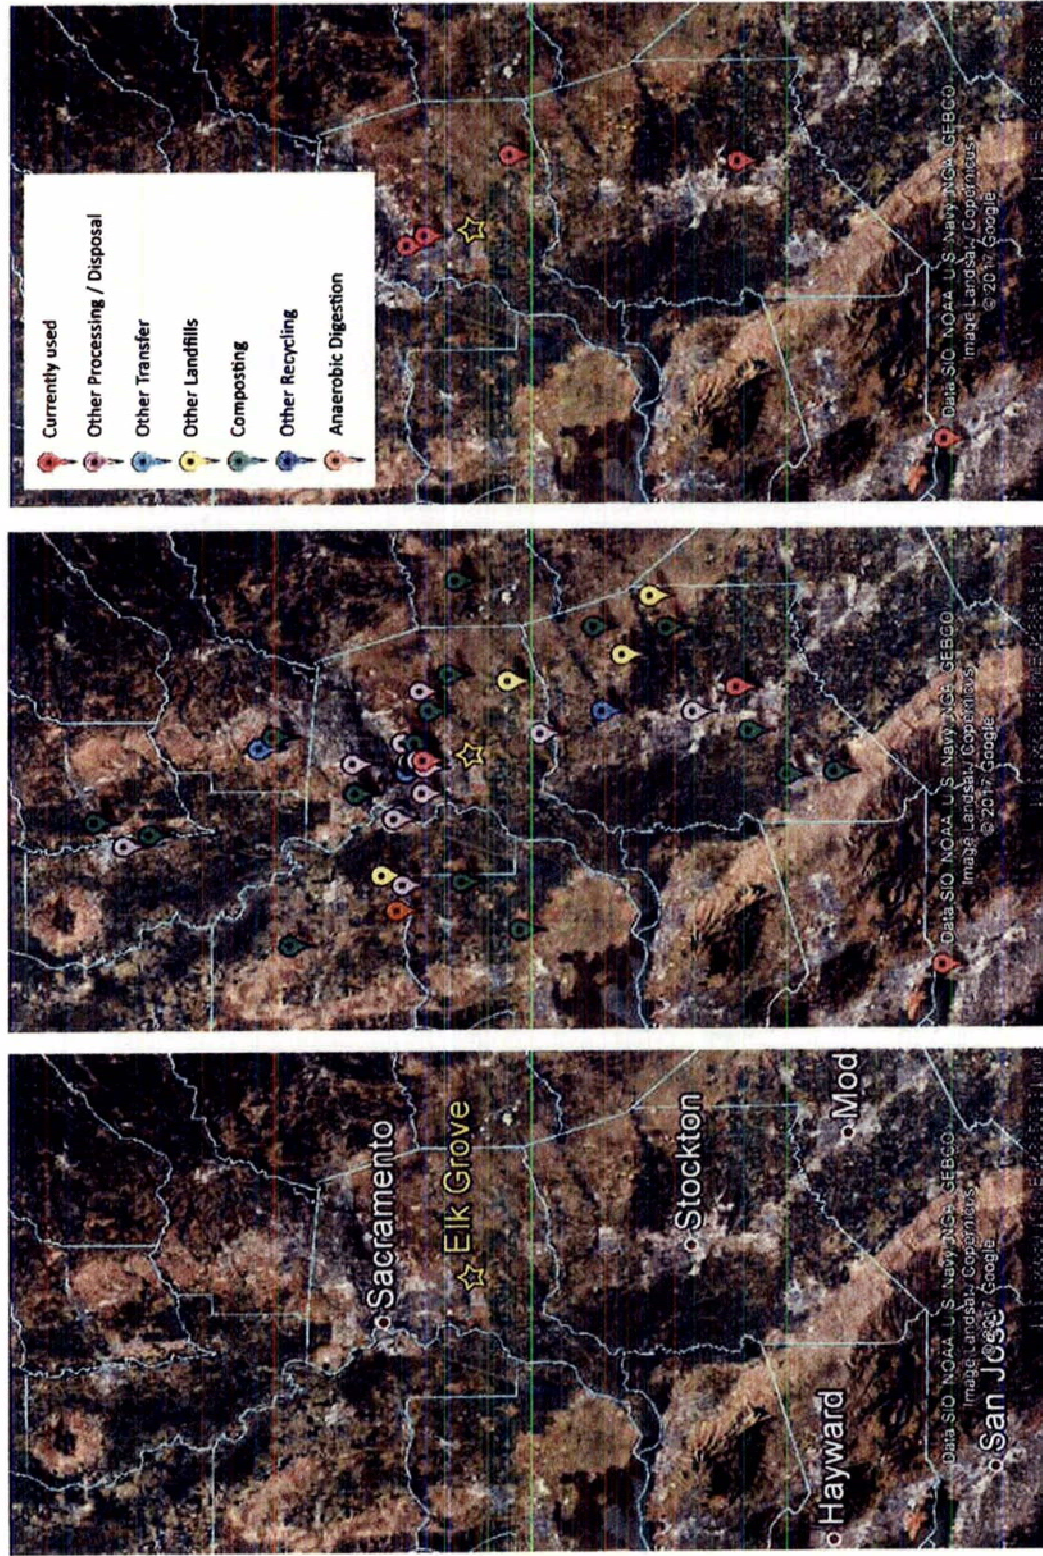 Sacramento
Elk Grove
Stockton
Mod
Hayward
San Jose
Data SIO NOAA U.S. Navy NGA GEBCO
Image Landsat / Copernicus
Data SIO NOAA U.S. Navy NGA GEBCO
Image Landsat / Copernicus
© 2017 Google
Currently used
Other Processing / Disposal
Other Transfer
Other Landfills
Composting
Other Recycling
Anaerobic Digestion
Data SIO NOAA U.S. Navy NGA GEBCO
Image Landsat / Copernicus
© 2017 Google